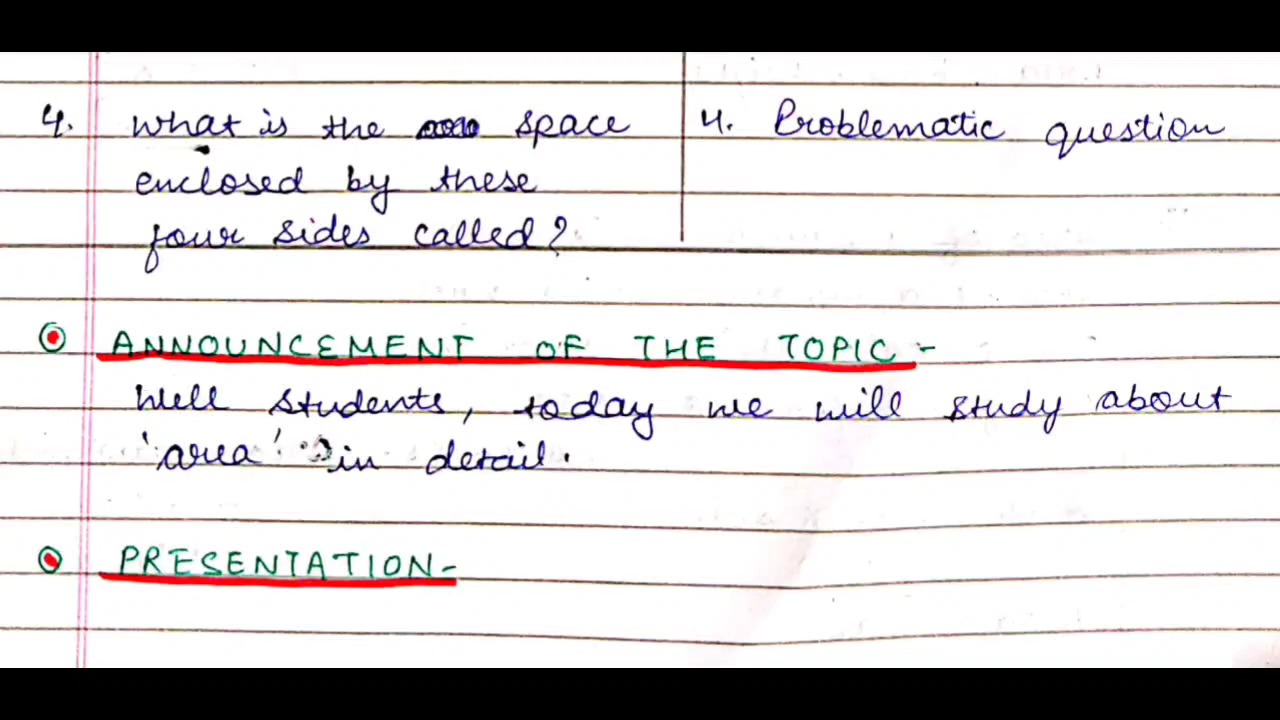 4. What is the space
4. Problematic question
enclosed by these
four sides called?
ANNOUNCEMENT OF THE TOPIC -
Well students, today we will study about
'area' in detail.
PRESENTATION-